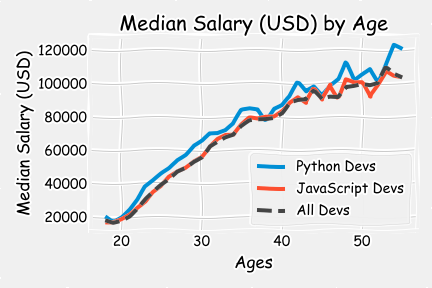 Median Salary (USD) by Age
Median Salary (USD)
120000
100000
80000
60000
40000
20000
Python Devs
JavaScript Devs
All Devs
20 30 40 50
Ages